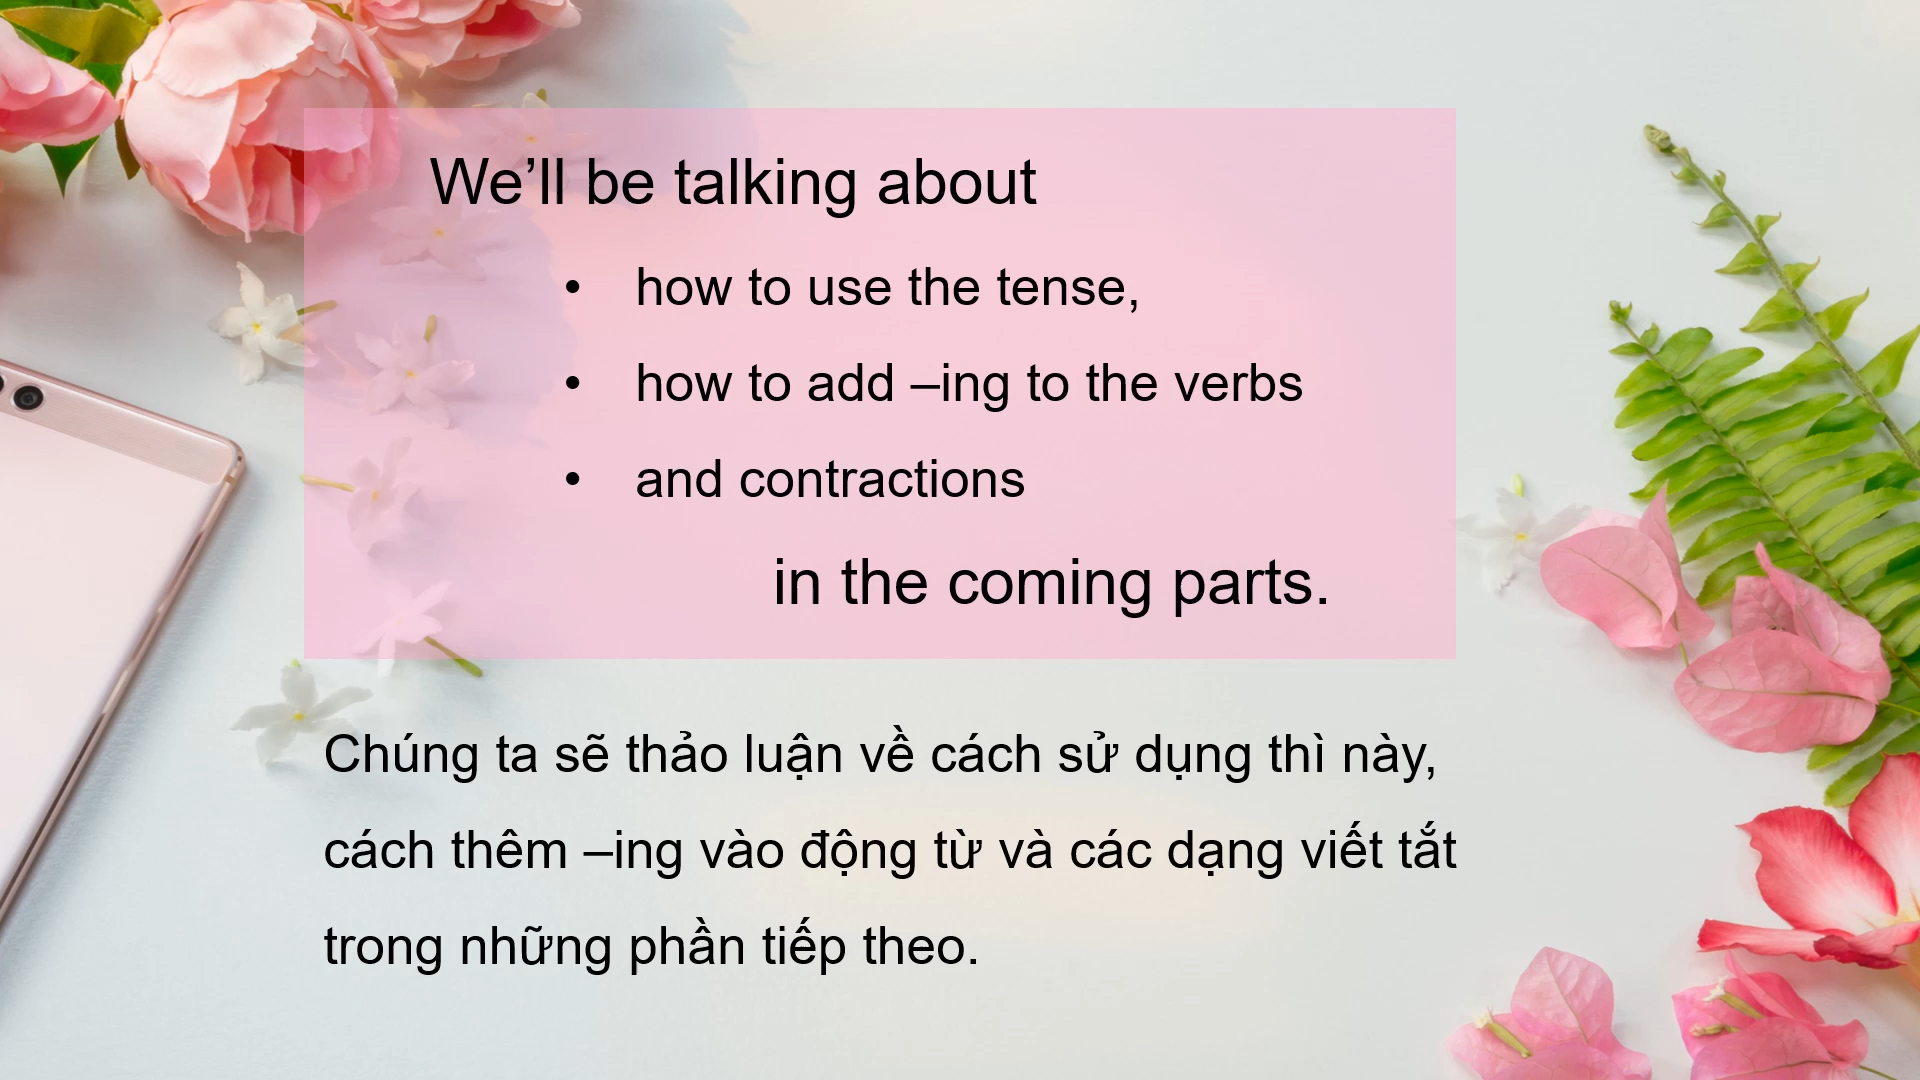 We’ll be talking about
• how to use the tense,
• how to add –ing to the verbs
• and contractions
in the coming parts.
Chúng ta sẽ thảo luận về cách sử dụng thì này,
cách thêm –ing vào động từ và các dạng viết tắt
trong những phần tiếp theo.